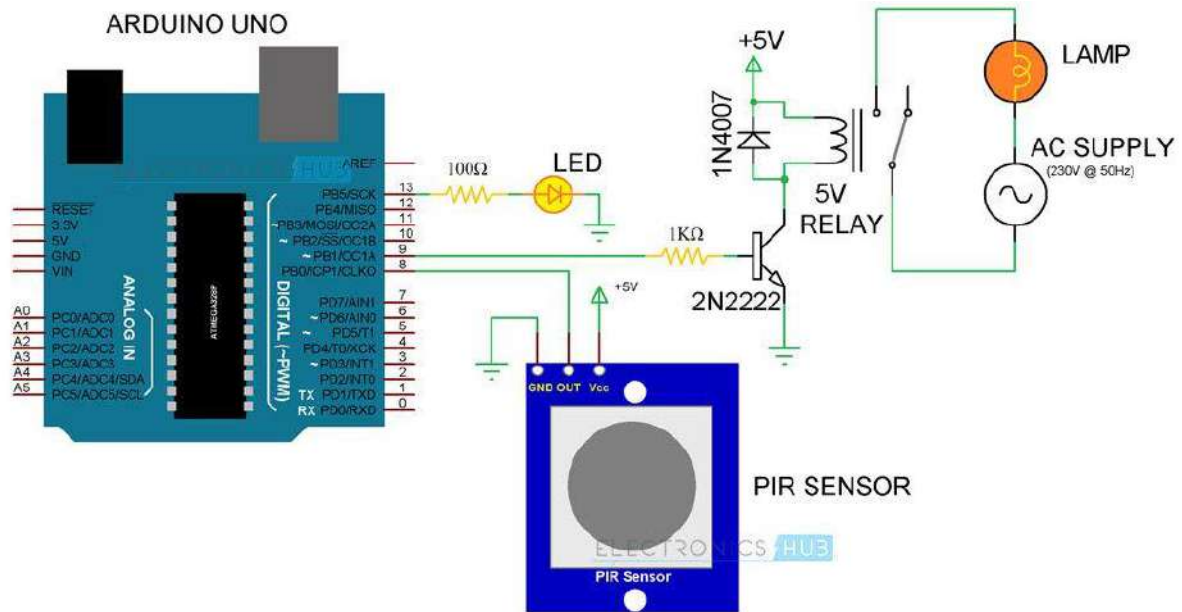 ARDUINO UNO
ELECTRONICS HUB
AREF
PB5/SCK 13
PB4/MISO 12
~PB3/MOSI/OC2A 11
~ PB2/SS/OC1B 10
~ PB1/OC1A 9
PB0/ICP1/CLKO 8
PD7/AIN1 7
~ PD6/AIN0 6
~ PD5/T1 5
PD4/T0/XCK 4
~ PD3/INT1 3
PD2/INT0 2
TX PD1/TXD 1
RX PD0/RXD 0
RESET
3.3V
5V
GND
VIN
A0 PC0/ADC0
A1 PC1/ADC1
A2 PC2/ADC2
A3 PC3/ADC3
A4 PC4/ADC4/SDA
A5 PC5/ADC5/SCL
ANALOG IN
ATMEGA328P
DIGITAL (~PWM)
100Ω
LED
1KΩ
+5V
1N4007
5V
RELAY
2N2222
LAMP
AC SUPPLY
(230V @ 50Hz)
+5V
GND OUT Vcc
PIR SENSOR
ELECTRONICS HUB
PIR Sensor